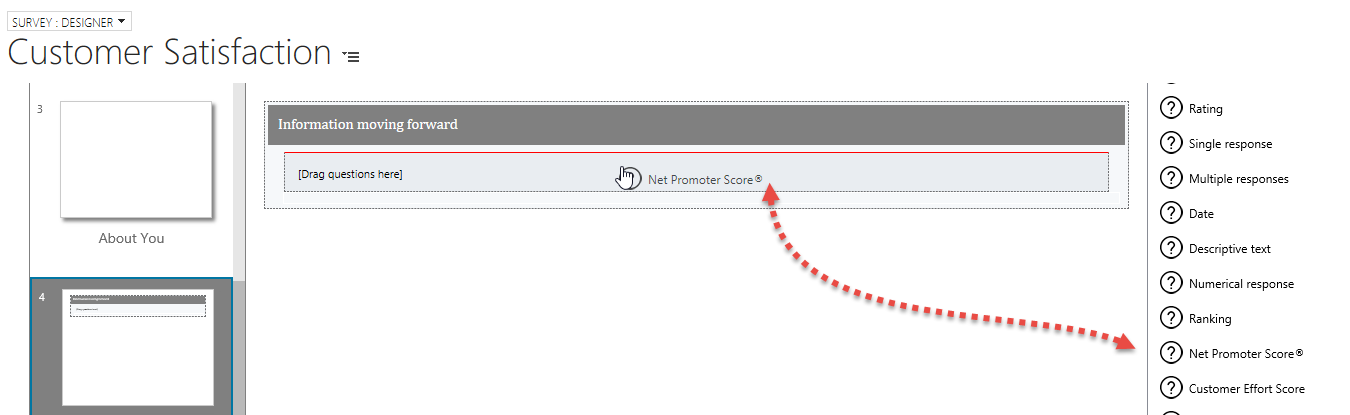 SURVEY : DESIGNER
Customer Satisfaction
3
About You
4
Information moving forward
[Drag questions here]
Net Promoter Score®
Rating
Single response
Multiple responses
Date
Descriptive text
Numerical response
Ranking
Net Promoter Score®
Customer Effort Score